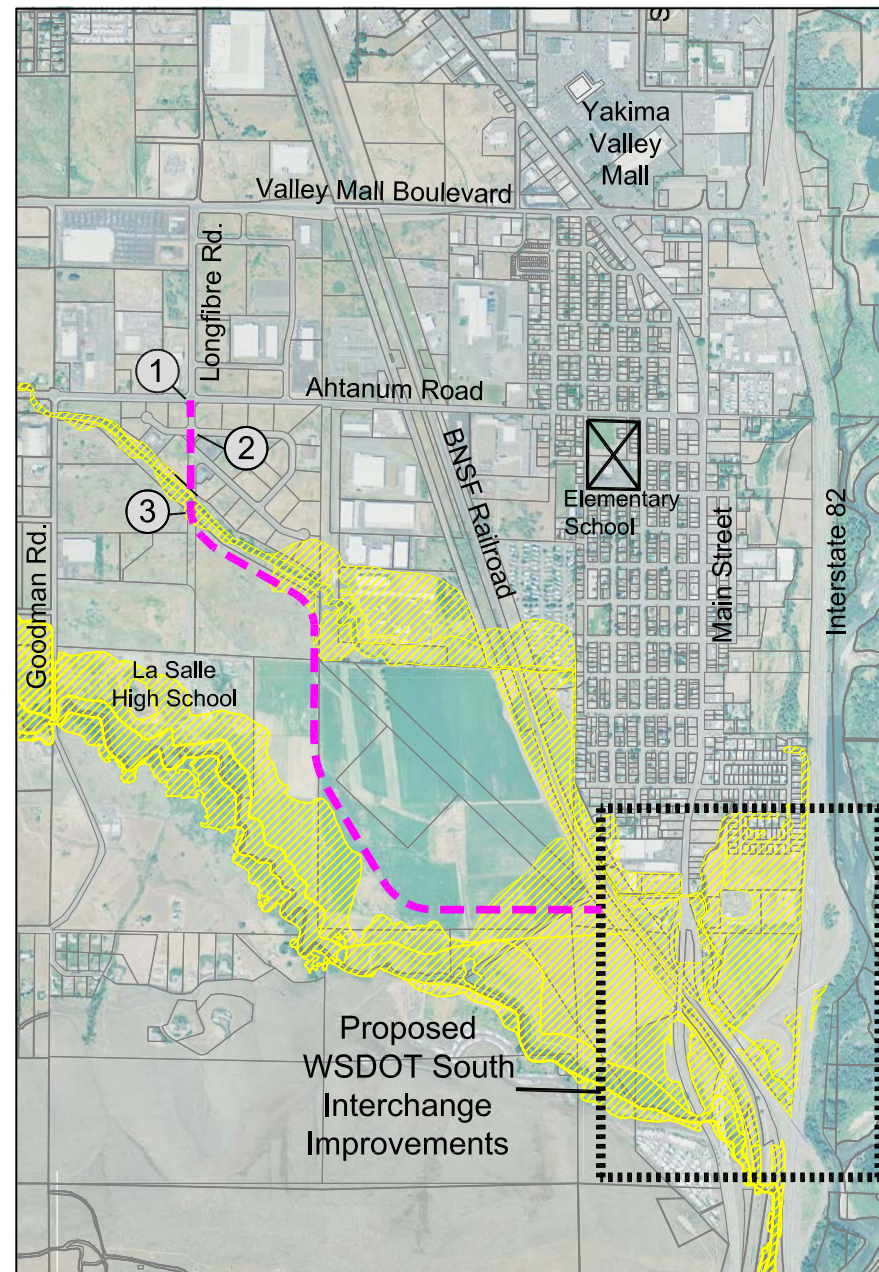 S
Yakima
Valley
Mall
Valley Mall Boulevard
Longfibre Rd.
1
Ahtanum Road
2
BNSF Railroad
3
Elementary
School
Goodman Rd.
Main Street
Interstate 82
La Salle
High School
Proposed
WSDOT South
Interchange
Improvements